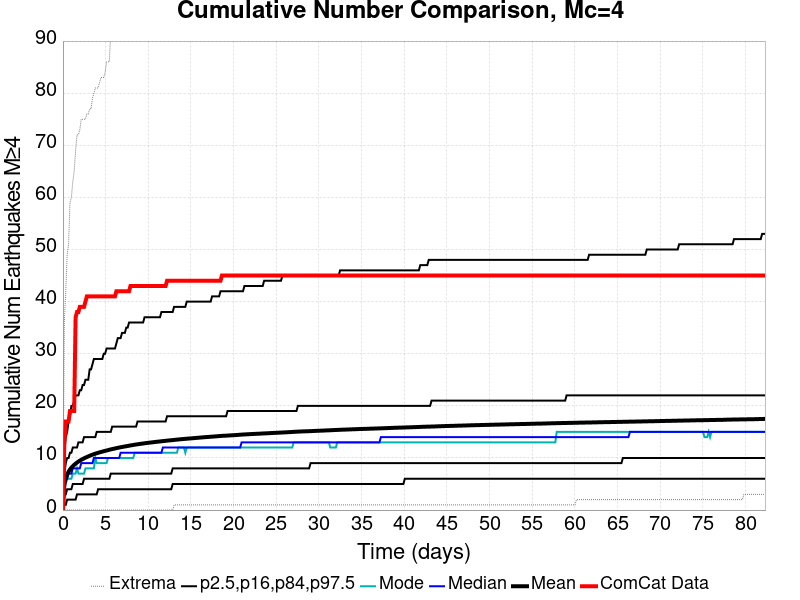 Cumulative Number Comparison, Mc=4
Cumulative Num Earthquakes M≥4
90
80
70
60
50
40
30
20
10
0
0 5 10 15 20 25 30 35 40 45 50 55 60 65 70 75 80
Time (days)
Extrema p2.5,p16,p84,p97.5 Mode Median Mean ComCat Data